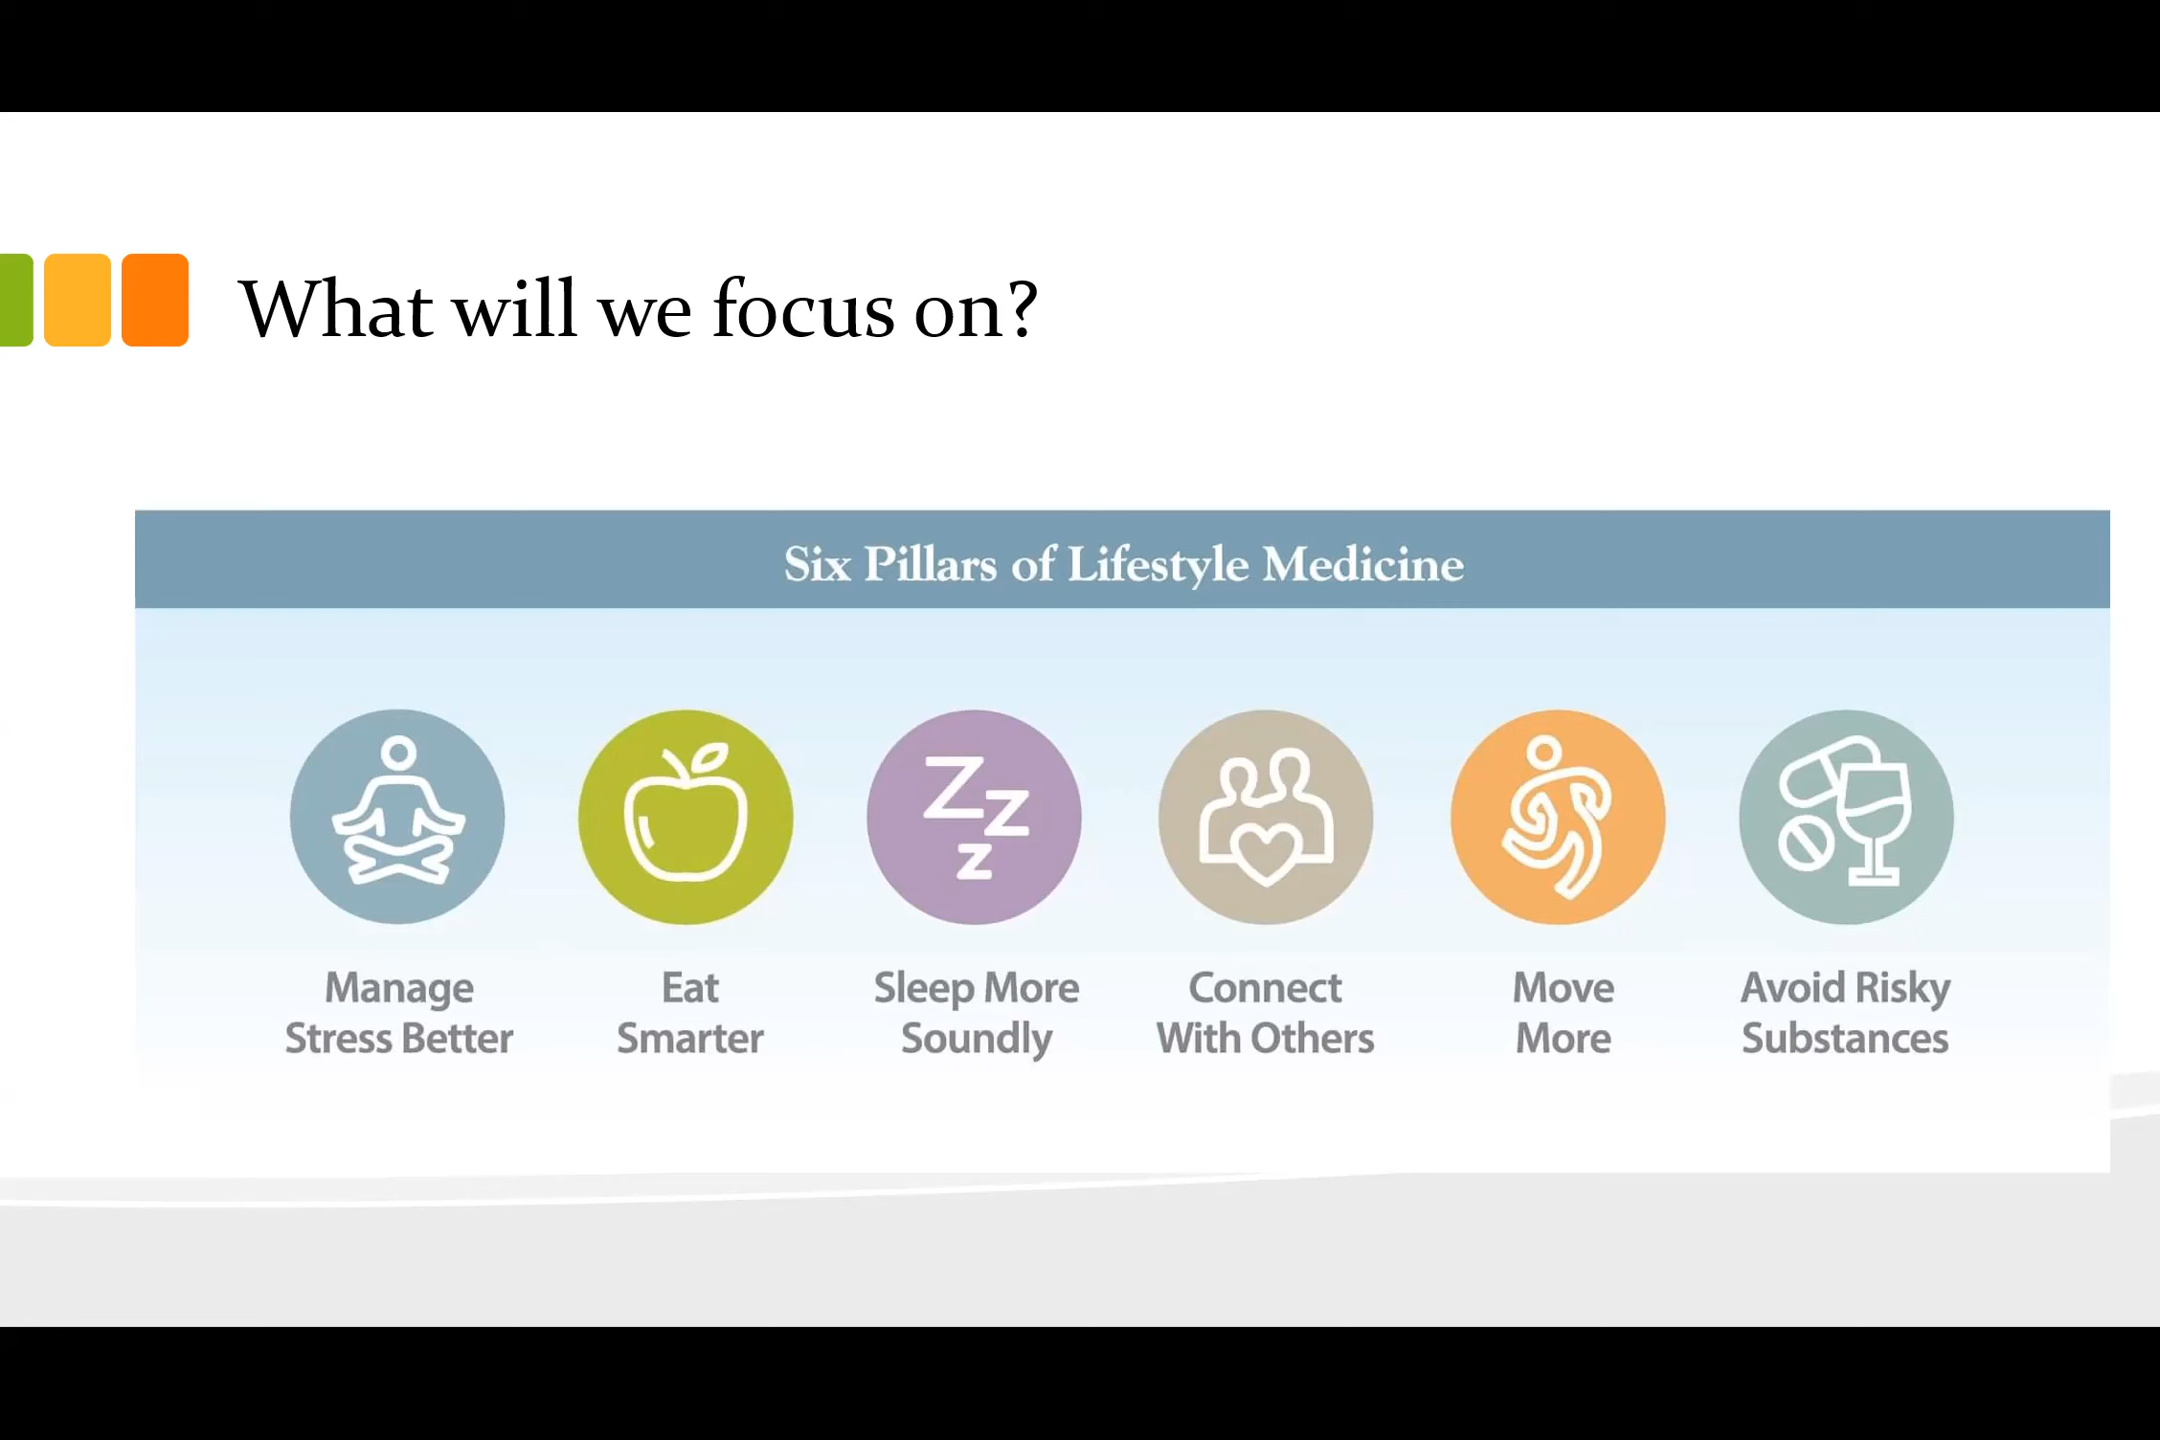 What will we focus on?
Six Pillars of Lifestyle Medicine
Zzz
Manage
Stress Better
Eat
Smarter
Sleep More
Soundly
Connect
With Others
Move
More
Avoid Risky
Substances